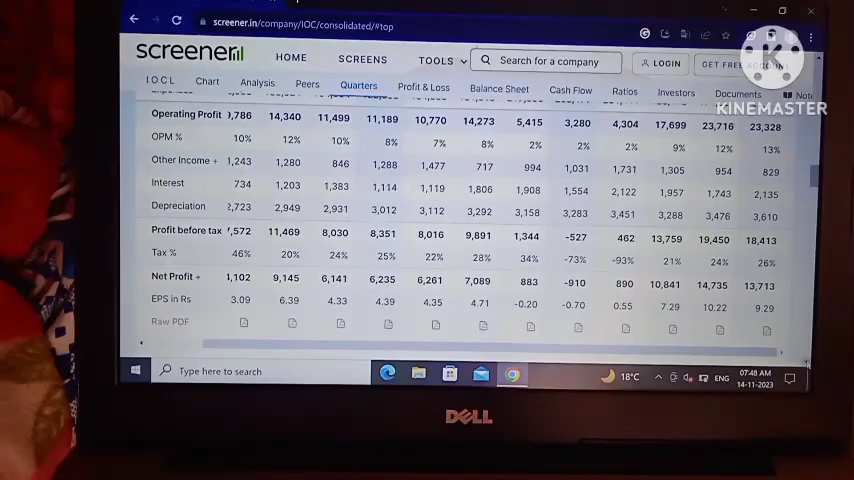 screener.in/company/IOC/consolidated/#top
screener
HOME
SCREENS
TOOLS
Search for a company
LOGIN
GET FREE ACCOUNT
IOCL
Chart
Analysis
Peers
Quarters
Profit & Loss
Balance Sheet
Cash Flow
Ratios
Investors
Documents
K
KINEMASTER
Operating Profit 14,340 11,499 11,189 10,770 14,273 5,415 3,280 4,304 17,699 23,716 23,328
OPM % 10% 12% 10% 8% 7% 8% 2% 2% 2% 9% 12% 13%
Other Income + 1,243 1,280 846 1,288 1,477 717 994 1,031 1,731 1,305 954 829
Interest 734 1,203 1,383 1,114 1,119 1,806 1,908 1,554 2,122 1,957 1,743 2,135
Depreciation 2,723 2,949 2,931 3,012 3,112 3,292 3,158 3,283 3,451 3,288 3,476 3,610
Profit before tax 11,469 8,030 8,351 8,016 9,891 1,344 -527 462 13,759 19,450 18,413
Tax % 46% 20% 24% 25% 22% 28% 34% -73% -93% 21% 24% 26%
Net Profit + 9,145 6,141 6,235 6,261 7,089 883 -910 890 10,841 14,735 13,713
EPS in Rs 3.09 6.39 4.33 4.39 4.35 4.71 -0.20 -0.70 0.55 7.29 10.22 9.29
Raw PDF
Type here to search
18°C
ENG
07:48 AM
14-11-2023
DELL